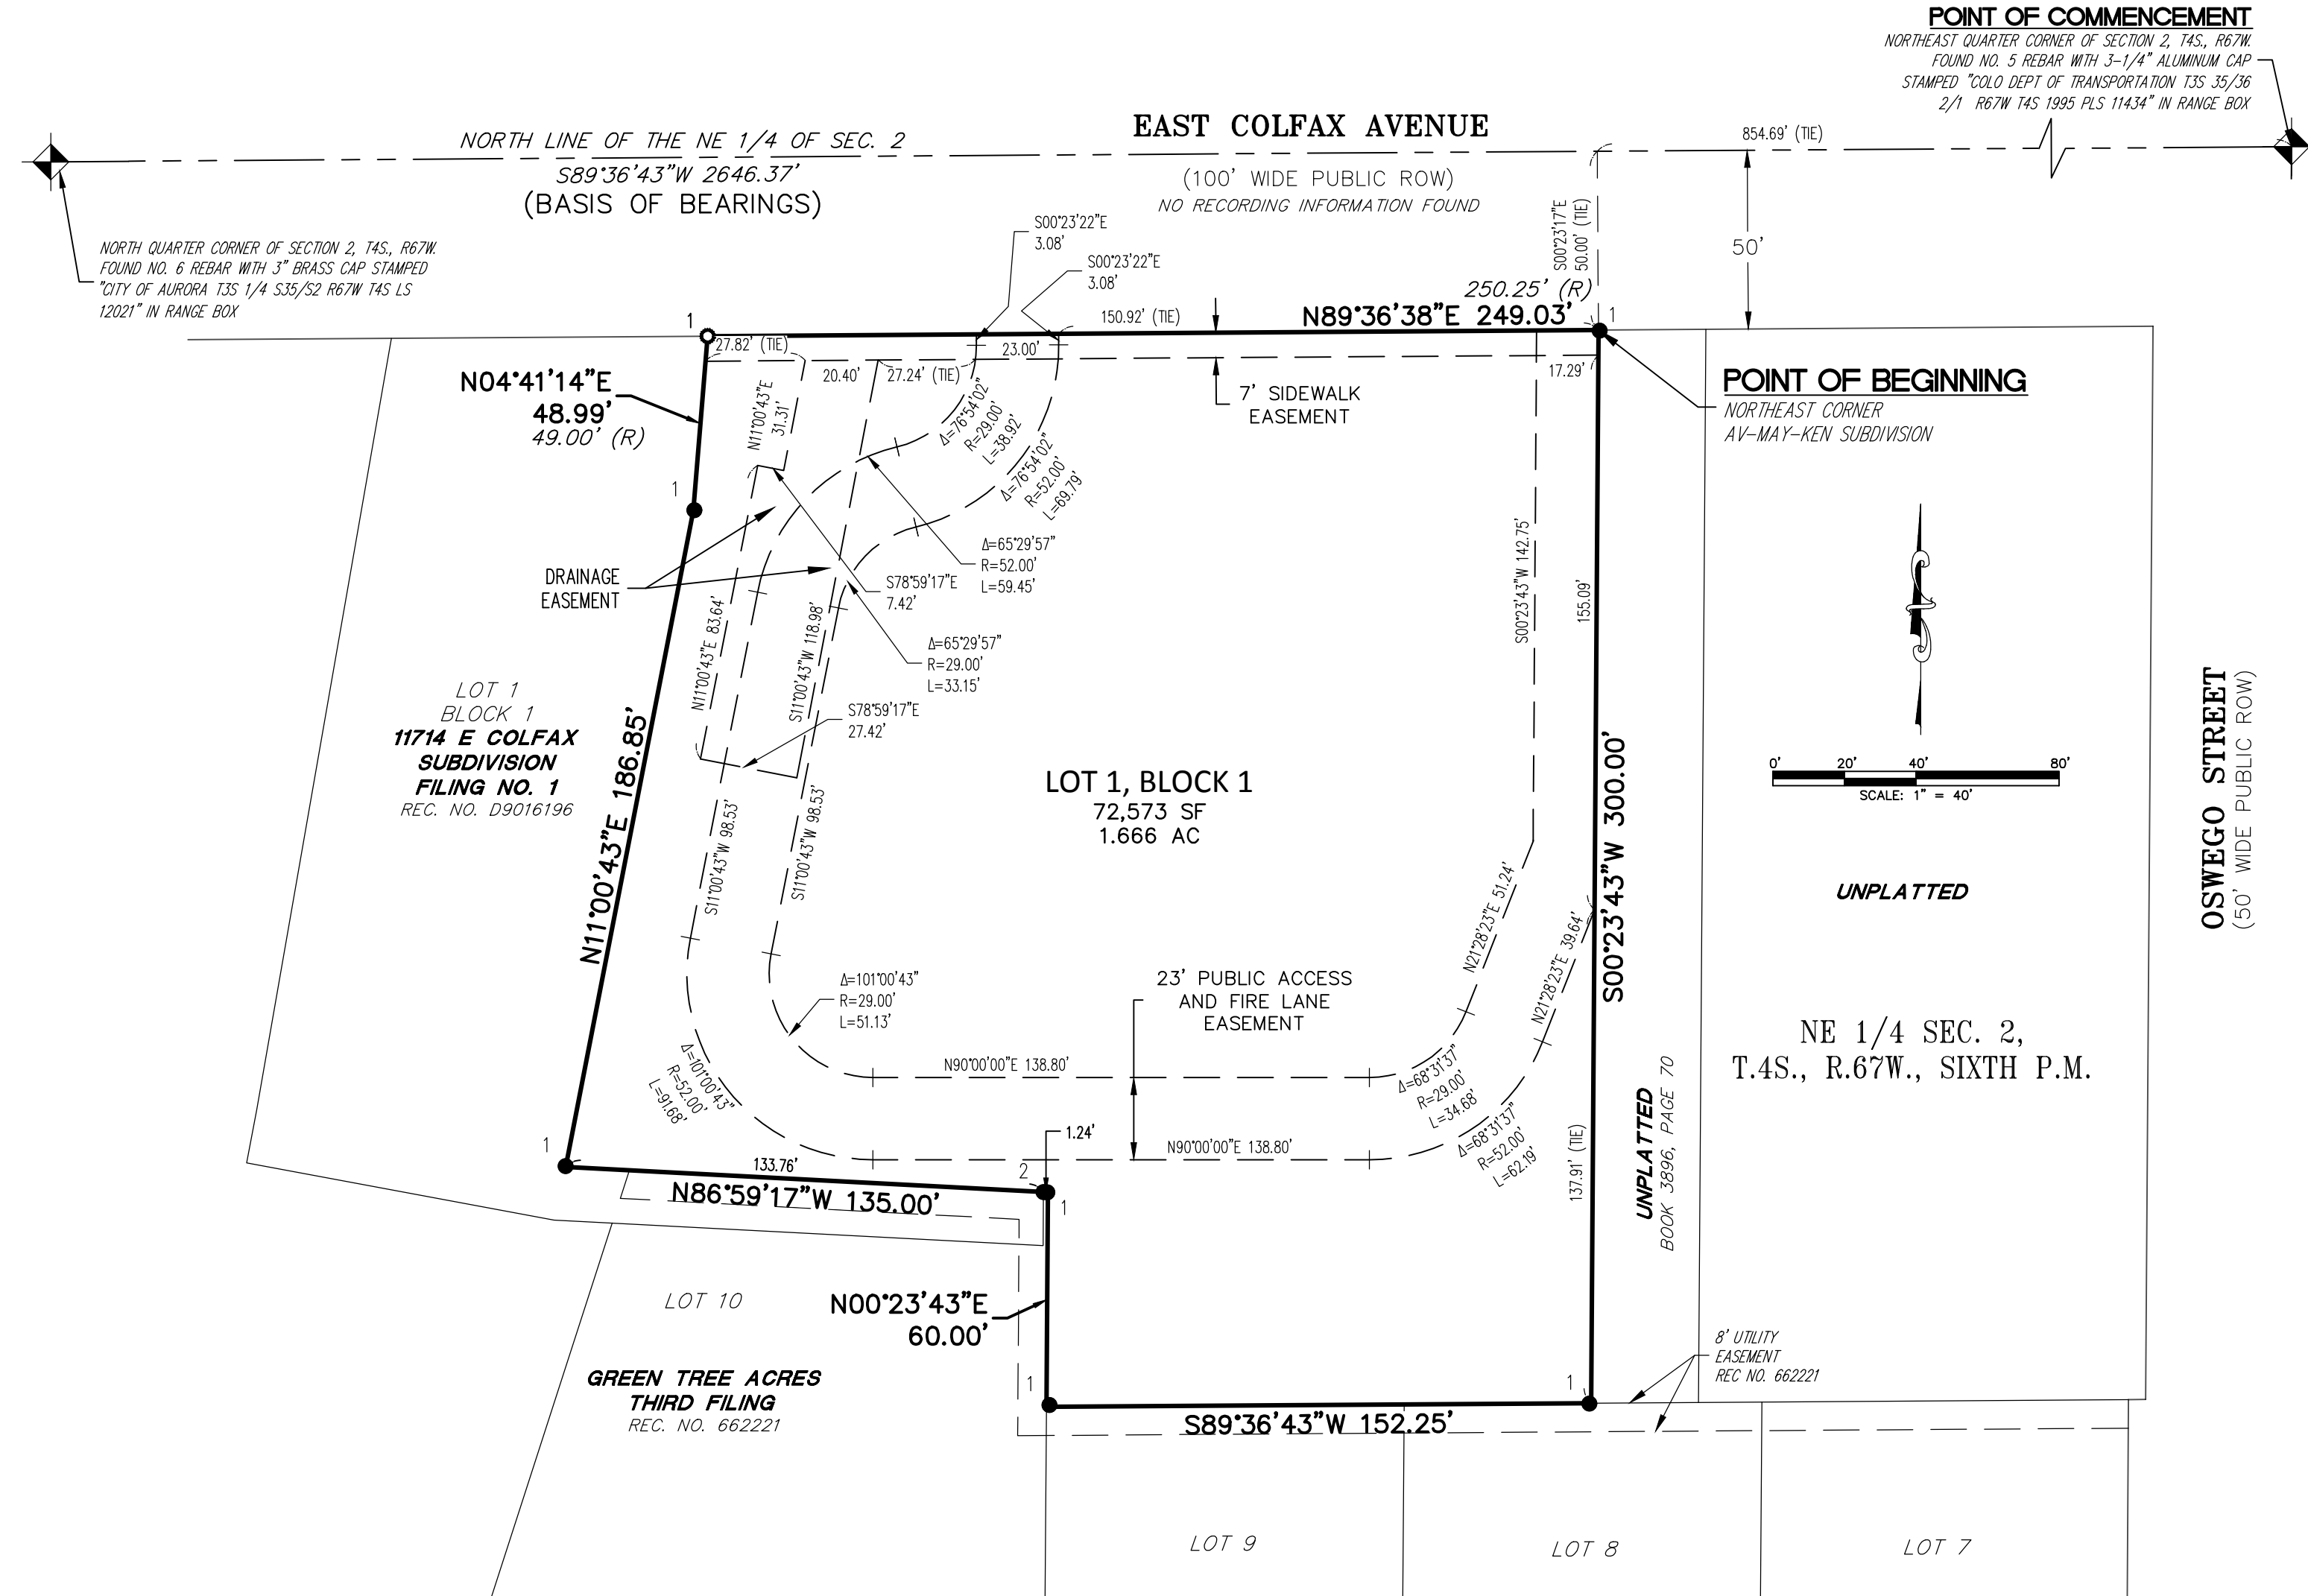 POINT OF COMMENCEMENT
NORTHEAST QUARTER CORNER OF SECTION 2, T4S., R67W.
FOUND NO. 5 REBAR WITH 3-1/4" ALUMINUM CAP
STAMPED "COLO DEPT OF TRANSPORTATION T3S 35/36
2/1 R67W T4S 1995 PLS 11434" IN RANGE BOX
EAST COLFAX AVENUE
854.69' (TIE)
NORTH LINE OF THE NE 1/4 OF SEC. 2
S89°36'43"W 2646.37'
(BASIS OF BEARINGS)
(100' WIDE PUBLIC ROW)
NO RECORDING INFORMATION FOUND
S00°23'17"E
50.00' (TIE)
50'
NORTH QUARTER CORNER OF SECTION 2, T4S., R67W.
FOUND NO. 6 REBAR WITH 3" BRASS CAP STAMPED
"CITY OF AURORA T3S 1/4 S35/S2 R67W T4S LS
12021" IN RANGE BOX
S00°23'22"E
3.08'
S00°23'22"E
3.08'
250.25' (R)
N89°36'38"E 249.03'
150.92' (TIE)
1
1
27.82' (TIE)
23.00'
20.40'
27.24' (TIE)
17.29'
7' SIDEWALK
EASEMENT
POINT OF BEGINNING
NORTHEAST CORNER
AV-MAY-KEN SUBDIVISION
N04°41'14"E
48.99'
49.00' (R)
1
N11°00'43"E
31.31'
Δ=76°54'02"
R=29.00'
L=38.92'
Δ=76°54'02"
R=52.00'
L=69.79'
Δ=65°29'57"
R=52.00'
L=59.45'
S78°59'17"E
7.42'
DRAINAGE
EASEMENT
Δ=65°29'57"
R=29.00'
L=33.15'
N11°00'43"E 83.64'
S11°00'43"W 118.98'
S78°59'17"E
27.42'
S00°23'43"W 142.75'
155.09'
LOT 1
BLOCK 1
11714 E COLFAX
SUBDIVISION
FILING NO. 1
REC. NO. D9016196
N11°00'43"E 186.85'
S11°00'43"W 98.53'
S11°00'43"W 98.53'
LOT 1, BLOCK 1
72,573 SF
1.666 AC
S00°23'43"W 300.00'
0'
20'
40'
80'
SCALE: 1" = 40'
UNPLATTED
OSWEGO STREET
(50' WIDE PUBLIC ROW)
N21°28'23"E 51.24'
N21°28'23"E 39.64'
Δ=101°00'43"
R=29.00'
L=51.13'
23' PUBLIC ACCESS
AND FIRE LANE
EASEMENT
NE 1/4 SEC. 2,
T.4S., R.67W., SIXTH P.M.
Δ=101°00'43"
R=52.00'
L=91.68'
N90°00'00"E 138.80'
Δ=68°31'37"
R=29.00'
L=34.68'
Δ=68°31'37"
R=52.00'
L=62.19'
N90°00'00"E 138.80'
137.91' (TIE)
UNPLATTED
BOOK 3896, PAGE 70
1
133.76'
1.24'
2
1
N86°59'17"W 135.00'
LOT 10
N00°23'43"E
60.00'
GREEN TREE ACRES
THIRD FILING
REC. NO. 662221
1
1
S89°36'43"W 152.25'
8' UTILITY
EASEMENT
REC NO. 662221
LOT 9
LOT 8
LOT 7